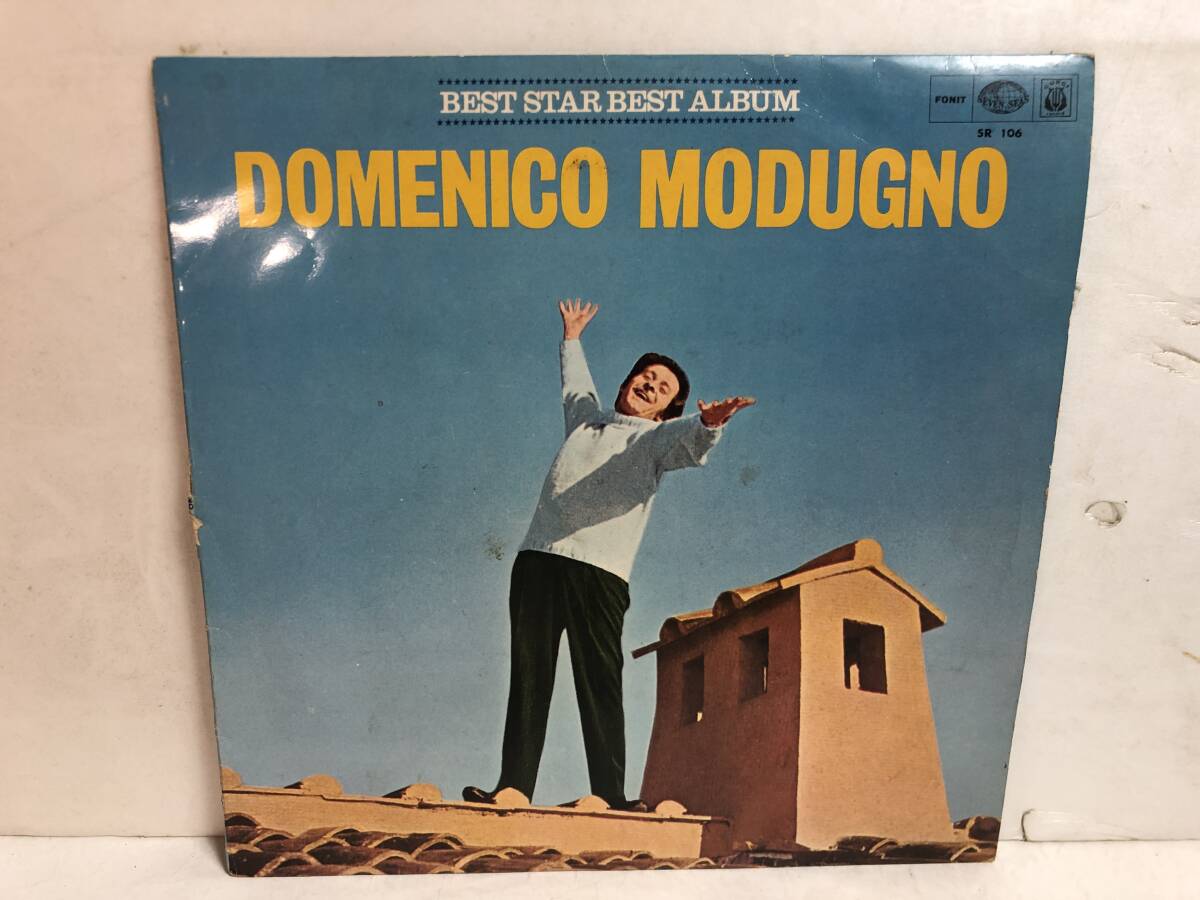 BEST STAR BEST ALBUM
FONIT
SEVEN SEAS
SR 106
DOMENICO MODUGNO